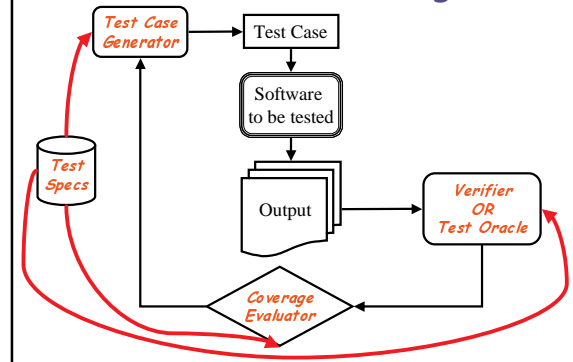 Test Case
Generator
Test Case
Software
to be tested
Test
Specs
Output
Verifier
OR
Test Oracle
Coverage
Evaluator